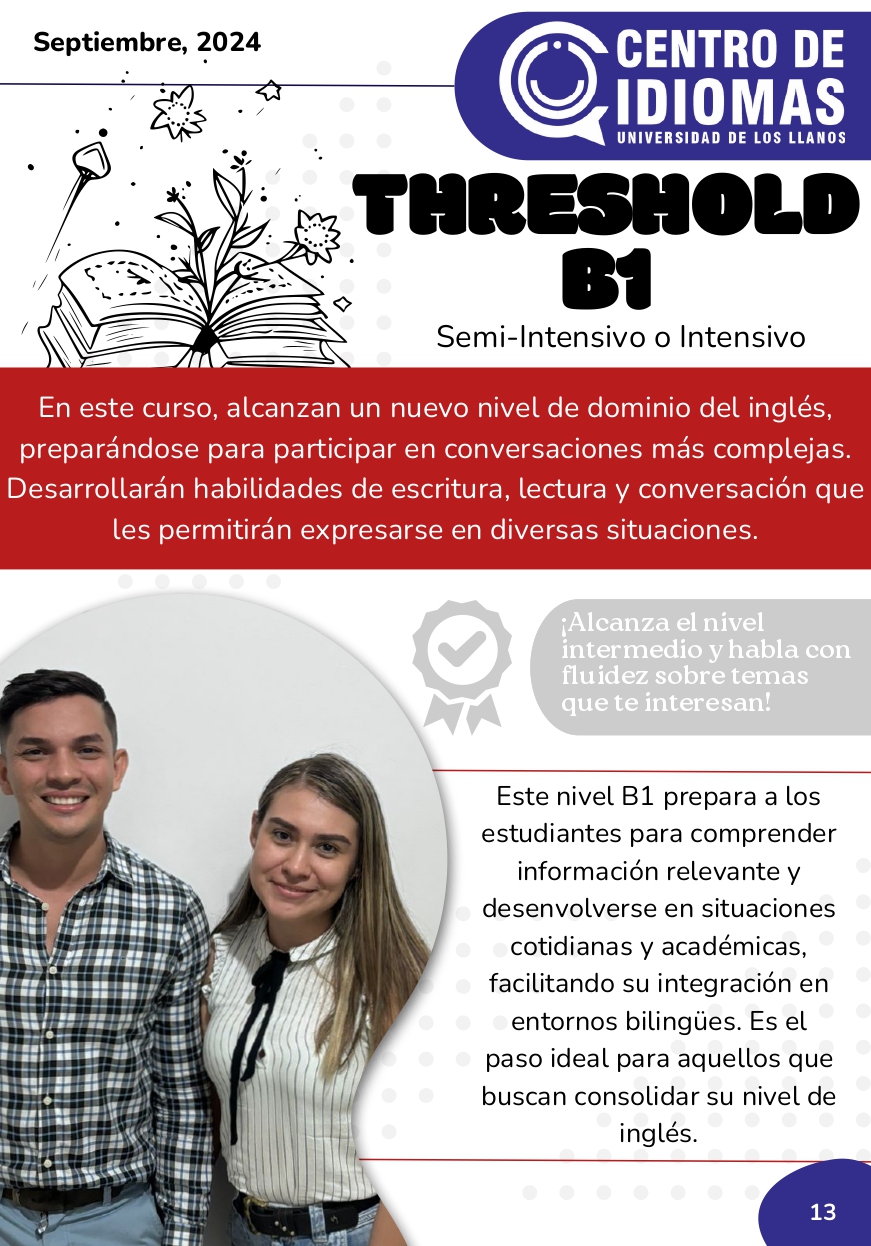 Septiembre, 2024
CENTRO DE
IDIOMAS
UNIVERSIDAD DE LOS LLANOS
THRESHOLD
B1
Semi-Intensivo o Intensivo
En este curso, alcanzan un nuevo nivel de dominio del inglés,
preparándose para participar en conversaciones más complejas.
Desarrollarán habilidades de escritura, lectura y conversación que
les permitirán expresarse en diversas situaciones.
¡Alcanza el nivel
intermedio y habla con
fluidez sobre temas
que te interesan!
Este nivel B1 prepara a los
estudiantes para comprender
información relevante y
desenvolverse en situaciones
cotidianas y académicas,
facilitando su integración en
entornos bilingües. Es el
paso ideal para aquellos que
buscan consolidar su nivel de
inglés.
13